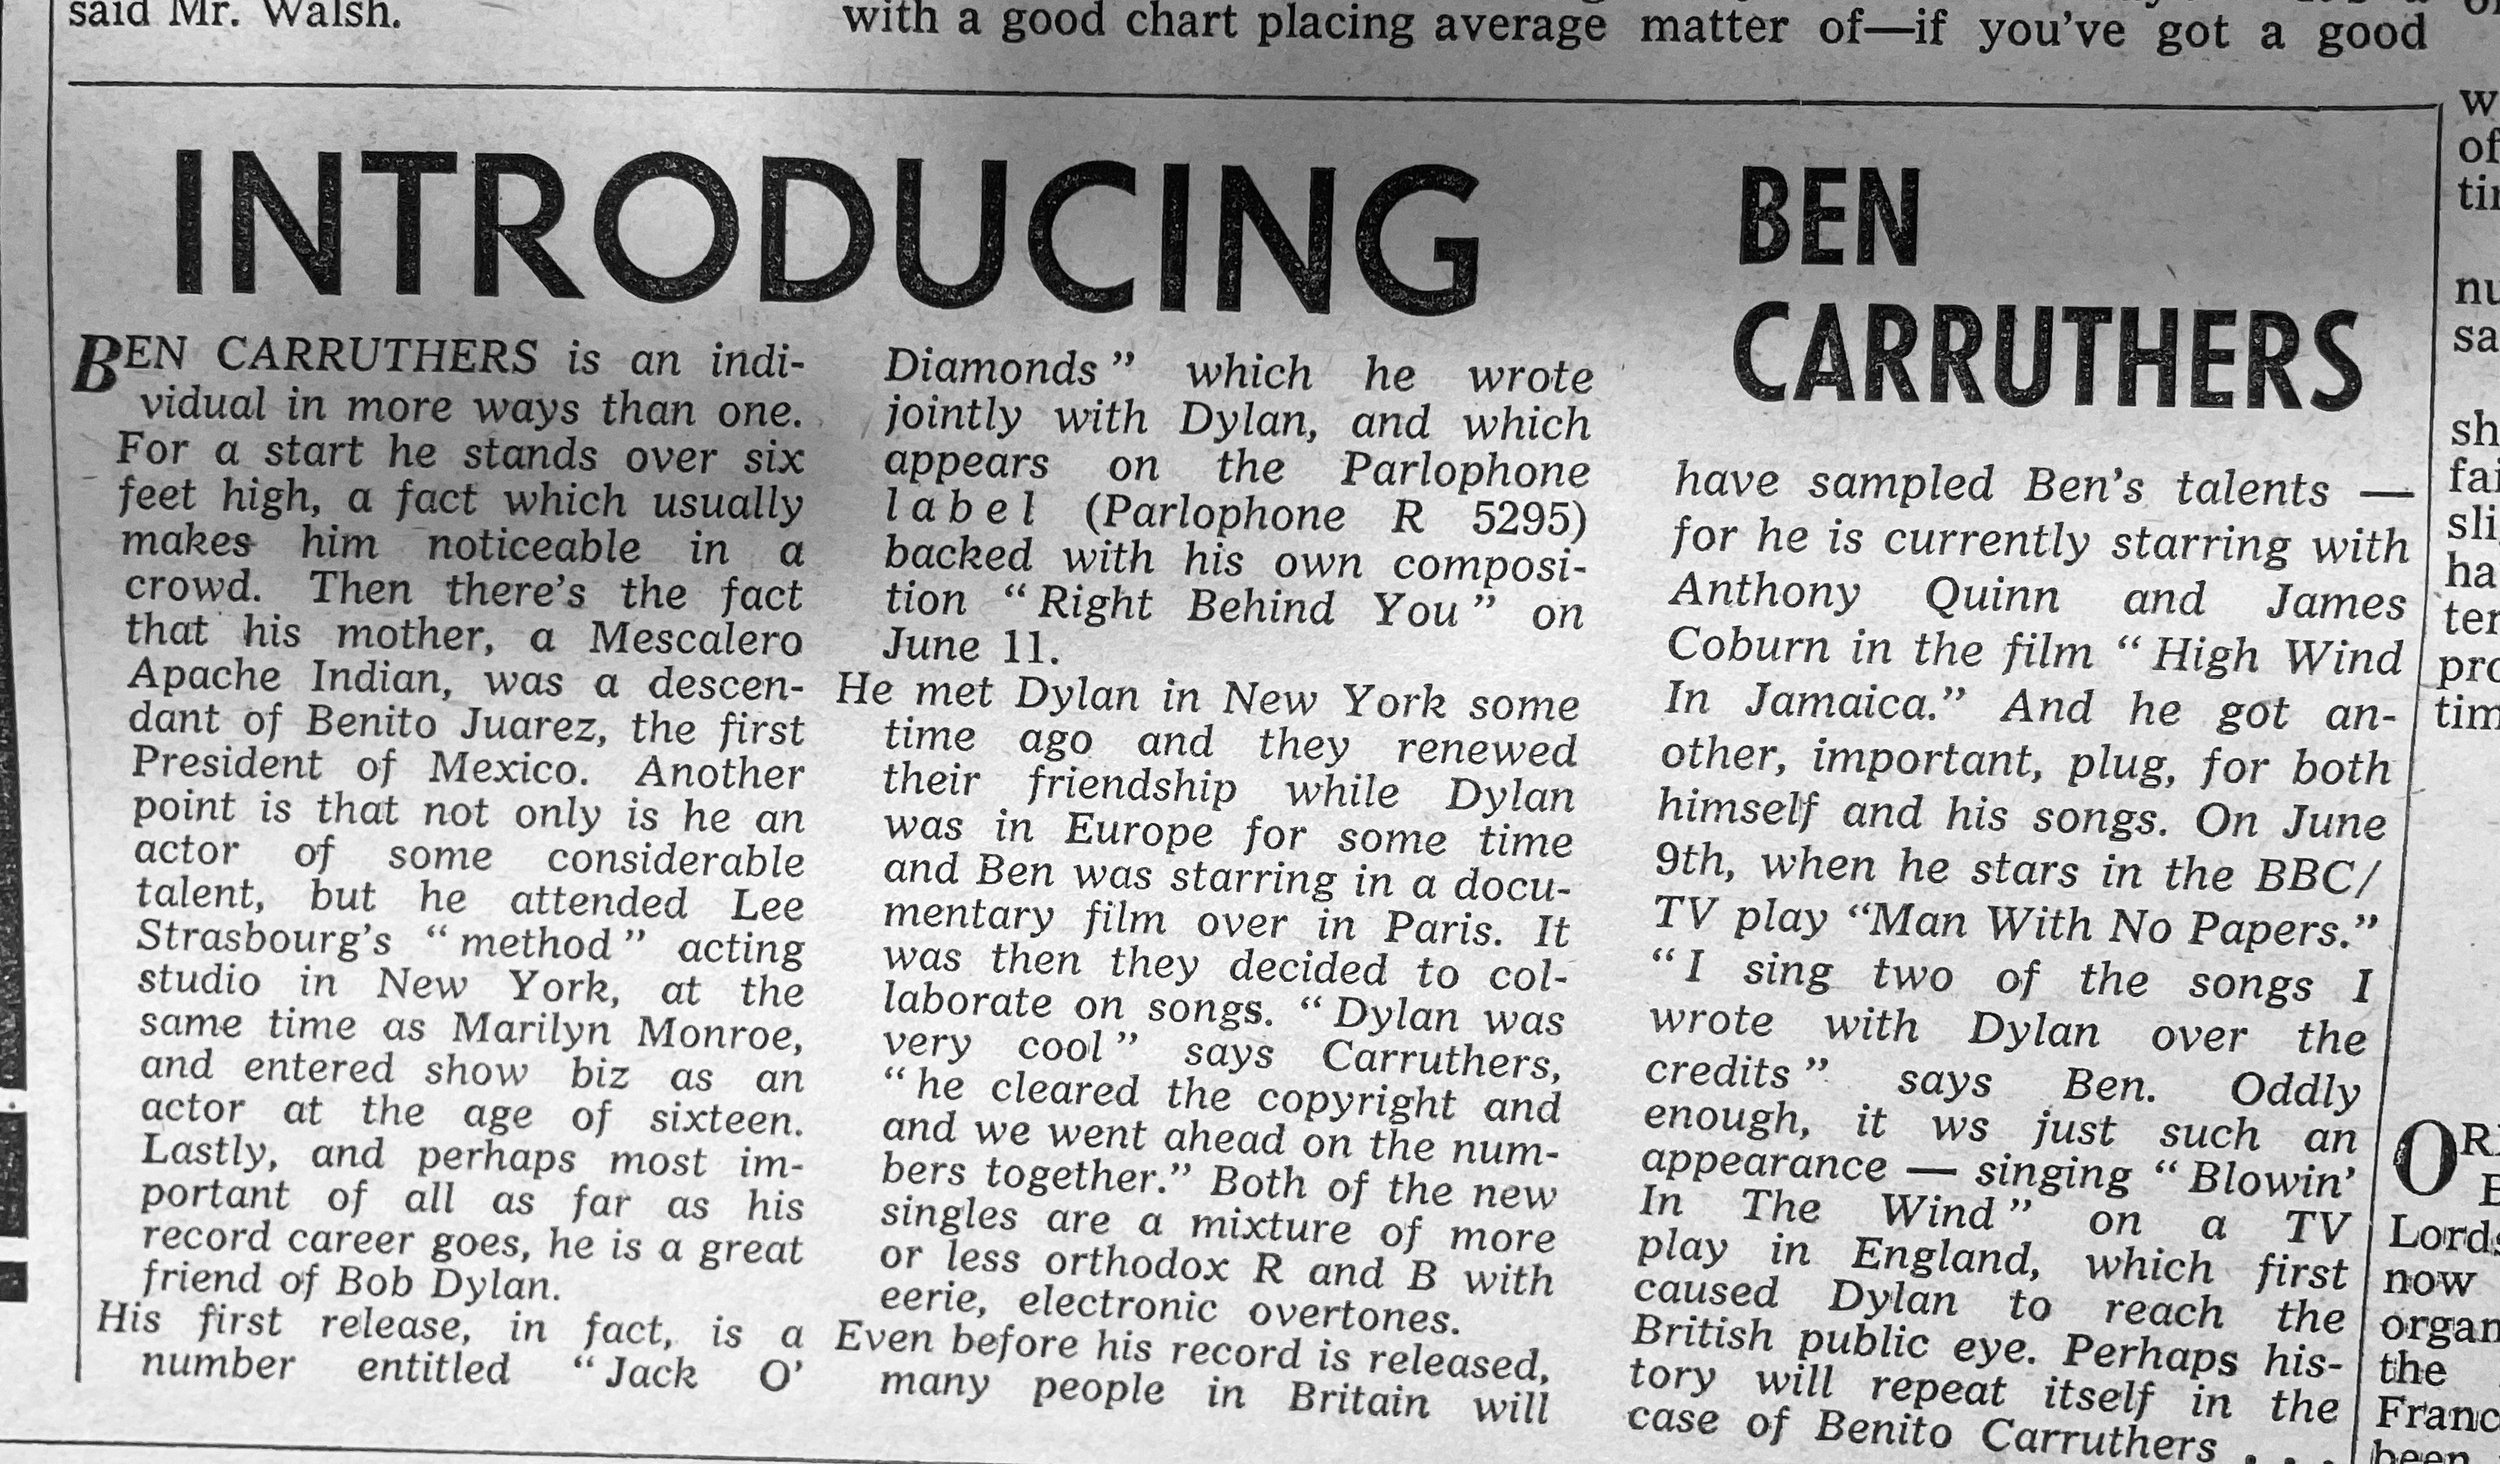 said Mr. Walsh.
with a good chart placing average
matter of—if you've got a good
INTRODUCING
BEN
CARRUTHERS
BEN CARRUTHERS is an indi-
vidual in more ways than one.
For a start he stands over six
feet high, a fact which usually
makes him noticeable in a
crowd. Then there's the fact
that his mother, a Mescalero
Apache Indian, was a descen-
dant of Benito Juarez, the first
President of Mexico. Another
point is that not only is he an
actor of some considerable
talent, but he attended Lee
Strasbourg's "method" acting
studio in New York, at the
same time as Marilyn Monroe,
and entered show biz as an
actor at the age of sixteen.
Lastly, and perhaps most im-
portant of all as far as his
record career goes, he is a great
friend of Bob Dylan.
His first release, in fact, is a
number entitled "Jack O'
Diamonds" which he wrote
jointly with Dylan, and which
appears on the Parlophone
label (Parlophone R 5295)
backed with his own composi-
tion "Right Behind You" on
June 11.
He met Dylan in New York some
time ago and they renewed
their friendship while Dylan
was in Europe for some time
and Ben was starring in a docu-
mentary film over in Paris. It
was then they decided to col-
laborate on songs. "Dylan was
very cool" says Carruthers,
"he cleared the copyright and
and we went ahead on the num-
bers together." Both of the new
singles are a mixture of more
or less orthodox R and B with
eerie, electronic overtones.
Even before his record is released,
many people in Britain will
have sampled Ben's talents —
for he is currently starring with
Anthony Quinn and James
Coburn in the film "High Wind
In Jamaica." And he got an-
other, important, plug, for both
himself and his songs. On June
9th, when he stars in the BBC/
TV play "Man With No Papers."
"I sing two of the songs I
wrote with Dylan over the
credits" says Ben. Oddly
enough, it ws just such an
appearance — singing "Blowin'
In The Wind" on a TV
play in England, which first
caused Dylan to reach the
British public eye. Perhaps his-
tory will repeat itself in the
case of Benito Carruthers . . . .
of
nu
sa
sh
fai
sli
ha
ter
pro
tim
OR
Lords
now
organ
the
Franc
been